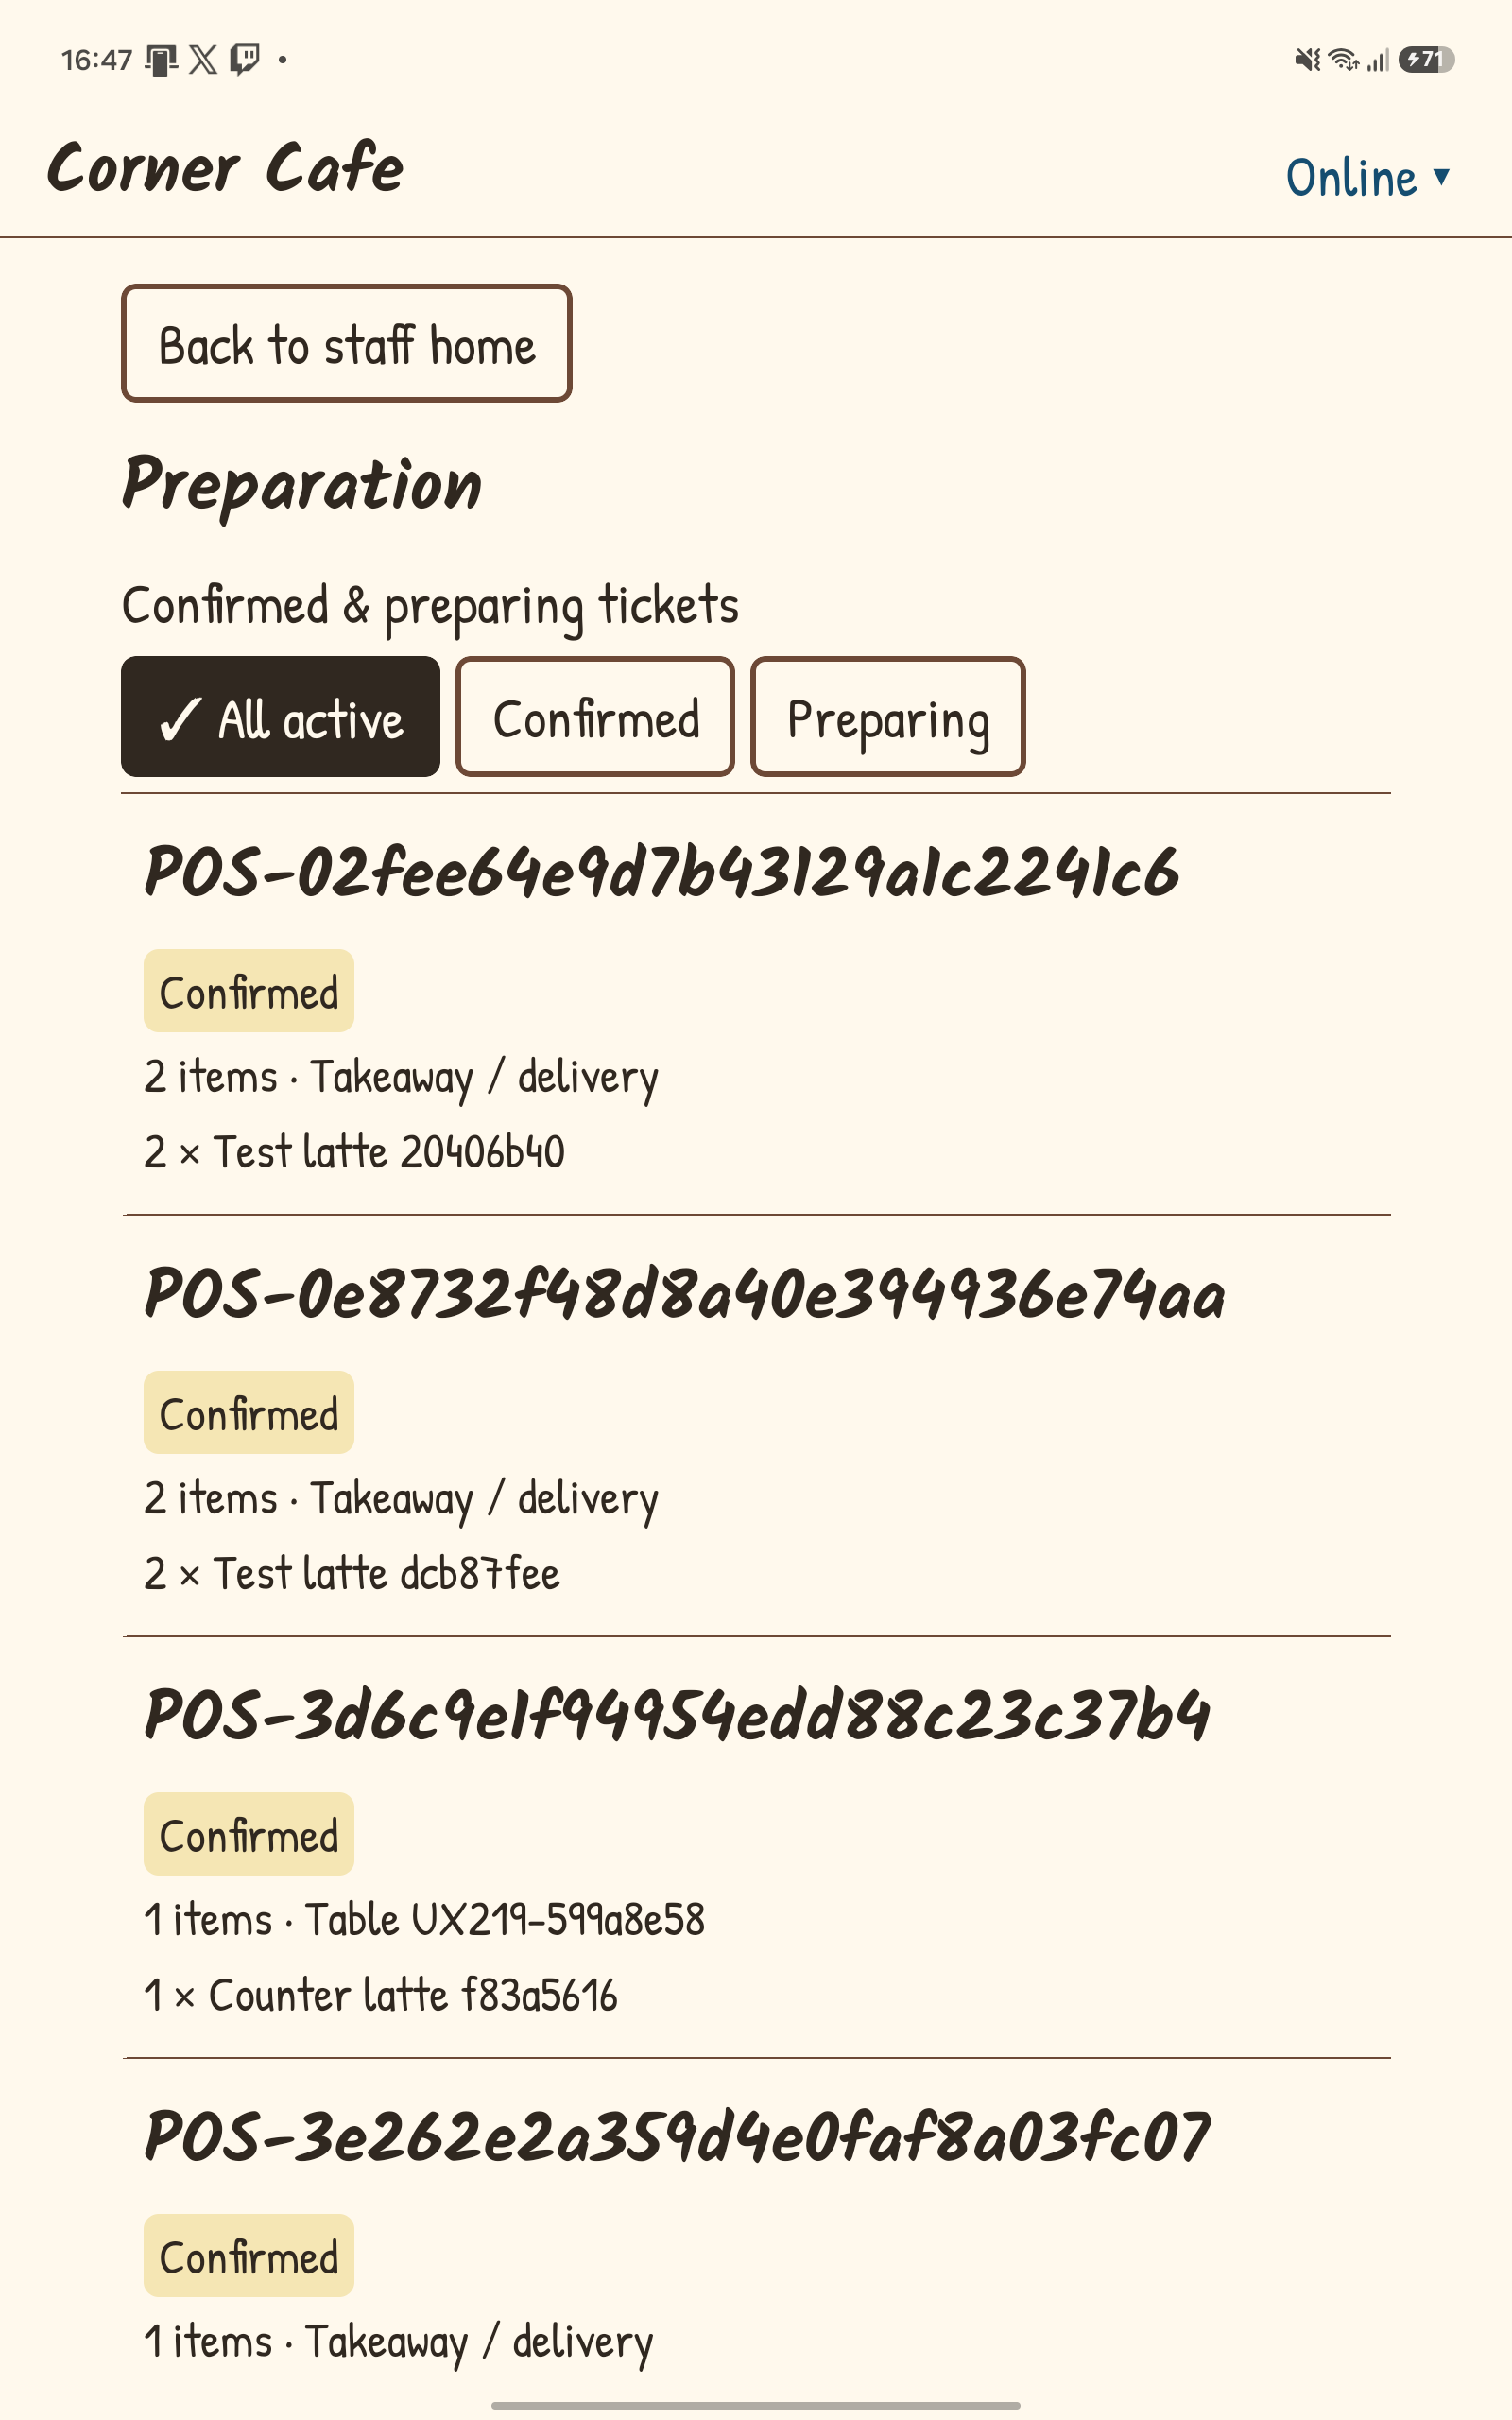 16:47
71
Corner Cafe
Online ▼
Back to staff home
Preparation
Confirmed & preparing tickets
✓ All active
Confirmed
Preparing
POS-02fee64e9d7b43129a1c2241c6
Confirmed
2 items · Takeaway / delivery
2 × Test latte 20406b40
POS-0e8732f48d8a40e394936e74aa
Confirmed
2 items · Takeaway / delivery
2 × Test latte dcb87fee
POS-3d6c9e1f94954edd88c23c37b4
Confirmed
1 items · Table UX219-599a8e58
1 × Counter latte f83a5616
POS-3e262e2a359d4e0faf8a03fc07
Confirmed
1 items · Takeaway / delivery